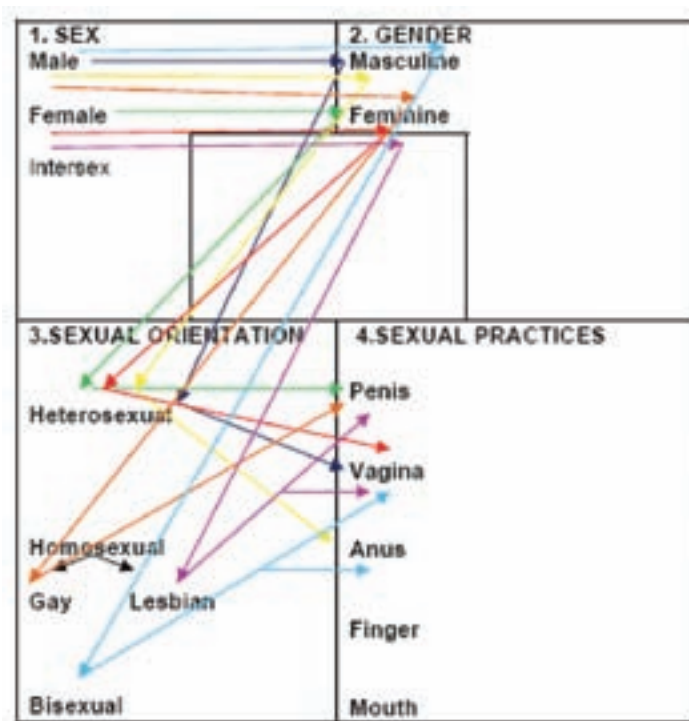 1. SEX
Male
Female
Intersex
2. GENDER
Masculine
Feminine
3.SEXUAL ORIENTATION
Heterosexual
Homosexual
Gay Lesbian
Bisexual
4.SEXUAL PRACTICES
Penis
Vagina
Anus
Finger
Mouth